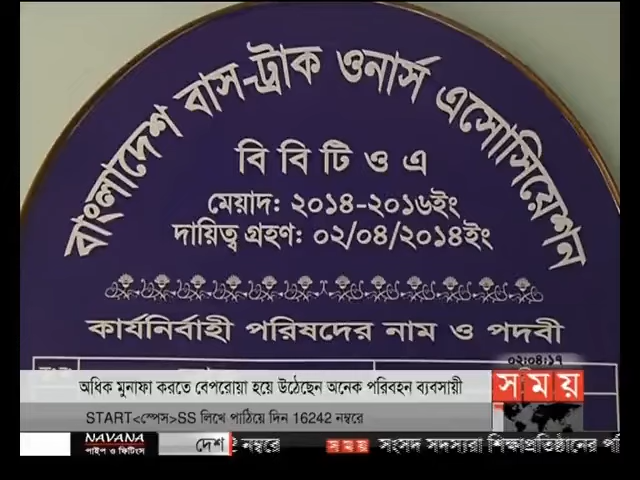 বাংলাদেশ বাস-ট্রাক ওনার্স এসোসিয়েশন
বি বি টি ও এ
মেয়াদ: ২০১৪-২০১৬ইং
দায়িত্ব গ্রহণ: ০২/০৪/২০১৪ইং
কার্যনির্বাহী পরিষদের নাম ও পদবী
০২:০৪:১৭
অধিক মুনাফা করতে বেপরোয়া হয়ে উঠেছেন অনেক পরিবহন ব্যবসায়ী
সময়
START<স্পেস>SS লিখে পাঠিয়ে দিন 16242 নম্বরে
NAVANA
পাইপ ও ফিটিংস
দেশ
নম্বরে সময় সংসদ সদস্যরা শিক্ষাপ্রতিষ্ঠানের